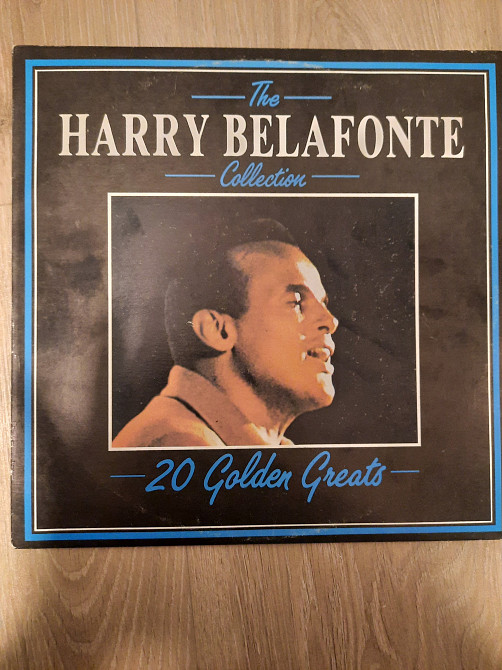 The
HARRY BELAFONTE
Collection
20 Golden Greats